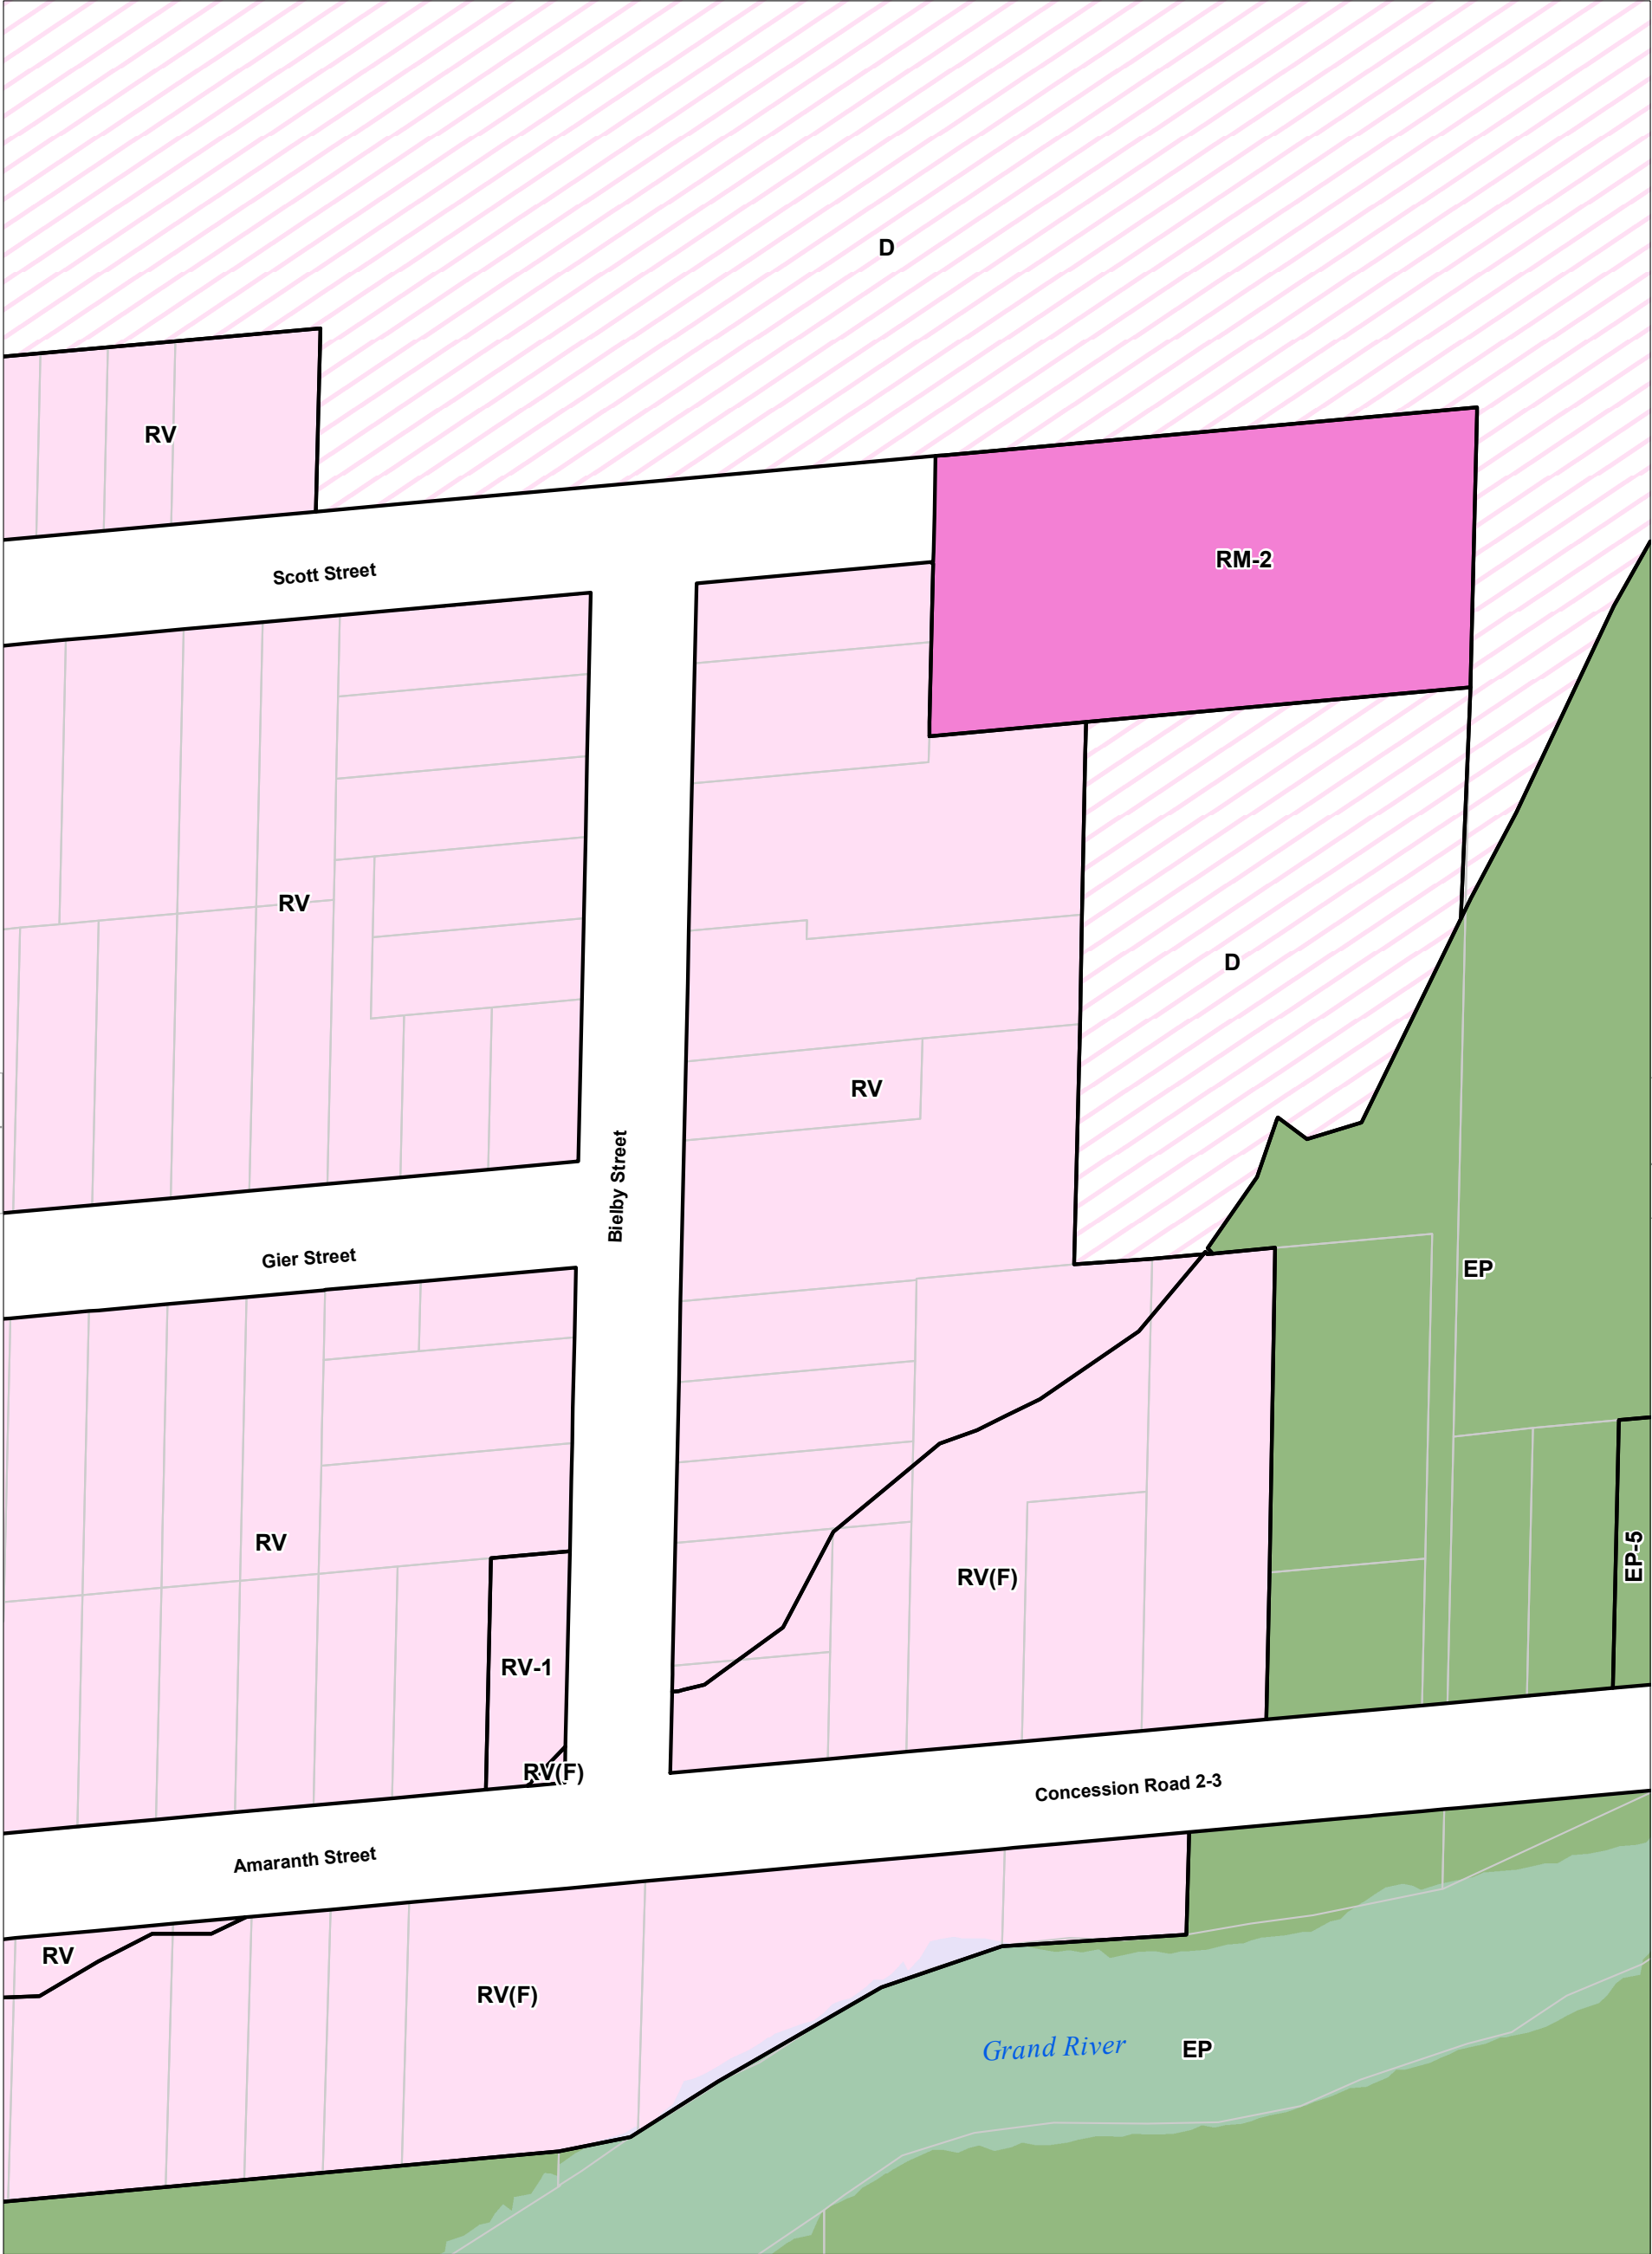 D
RV
RM-2
Scott Street
RV
D
RV
Bielby Street
Gier Street
EP
RV
EP-5
RV(F)
RV-1
RV(F)
Concession Road 2-3
Amaranth Street
RV
RV(F)
Grand River
EP